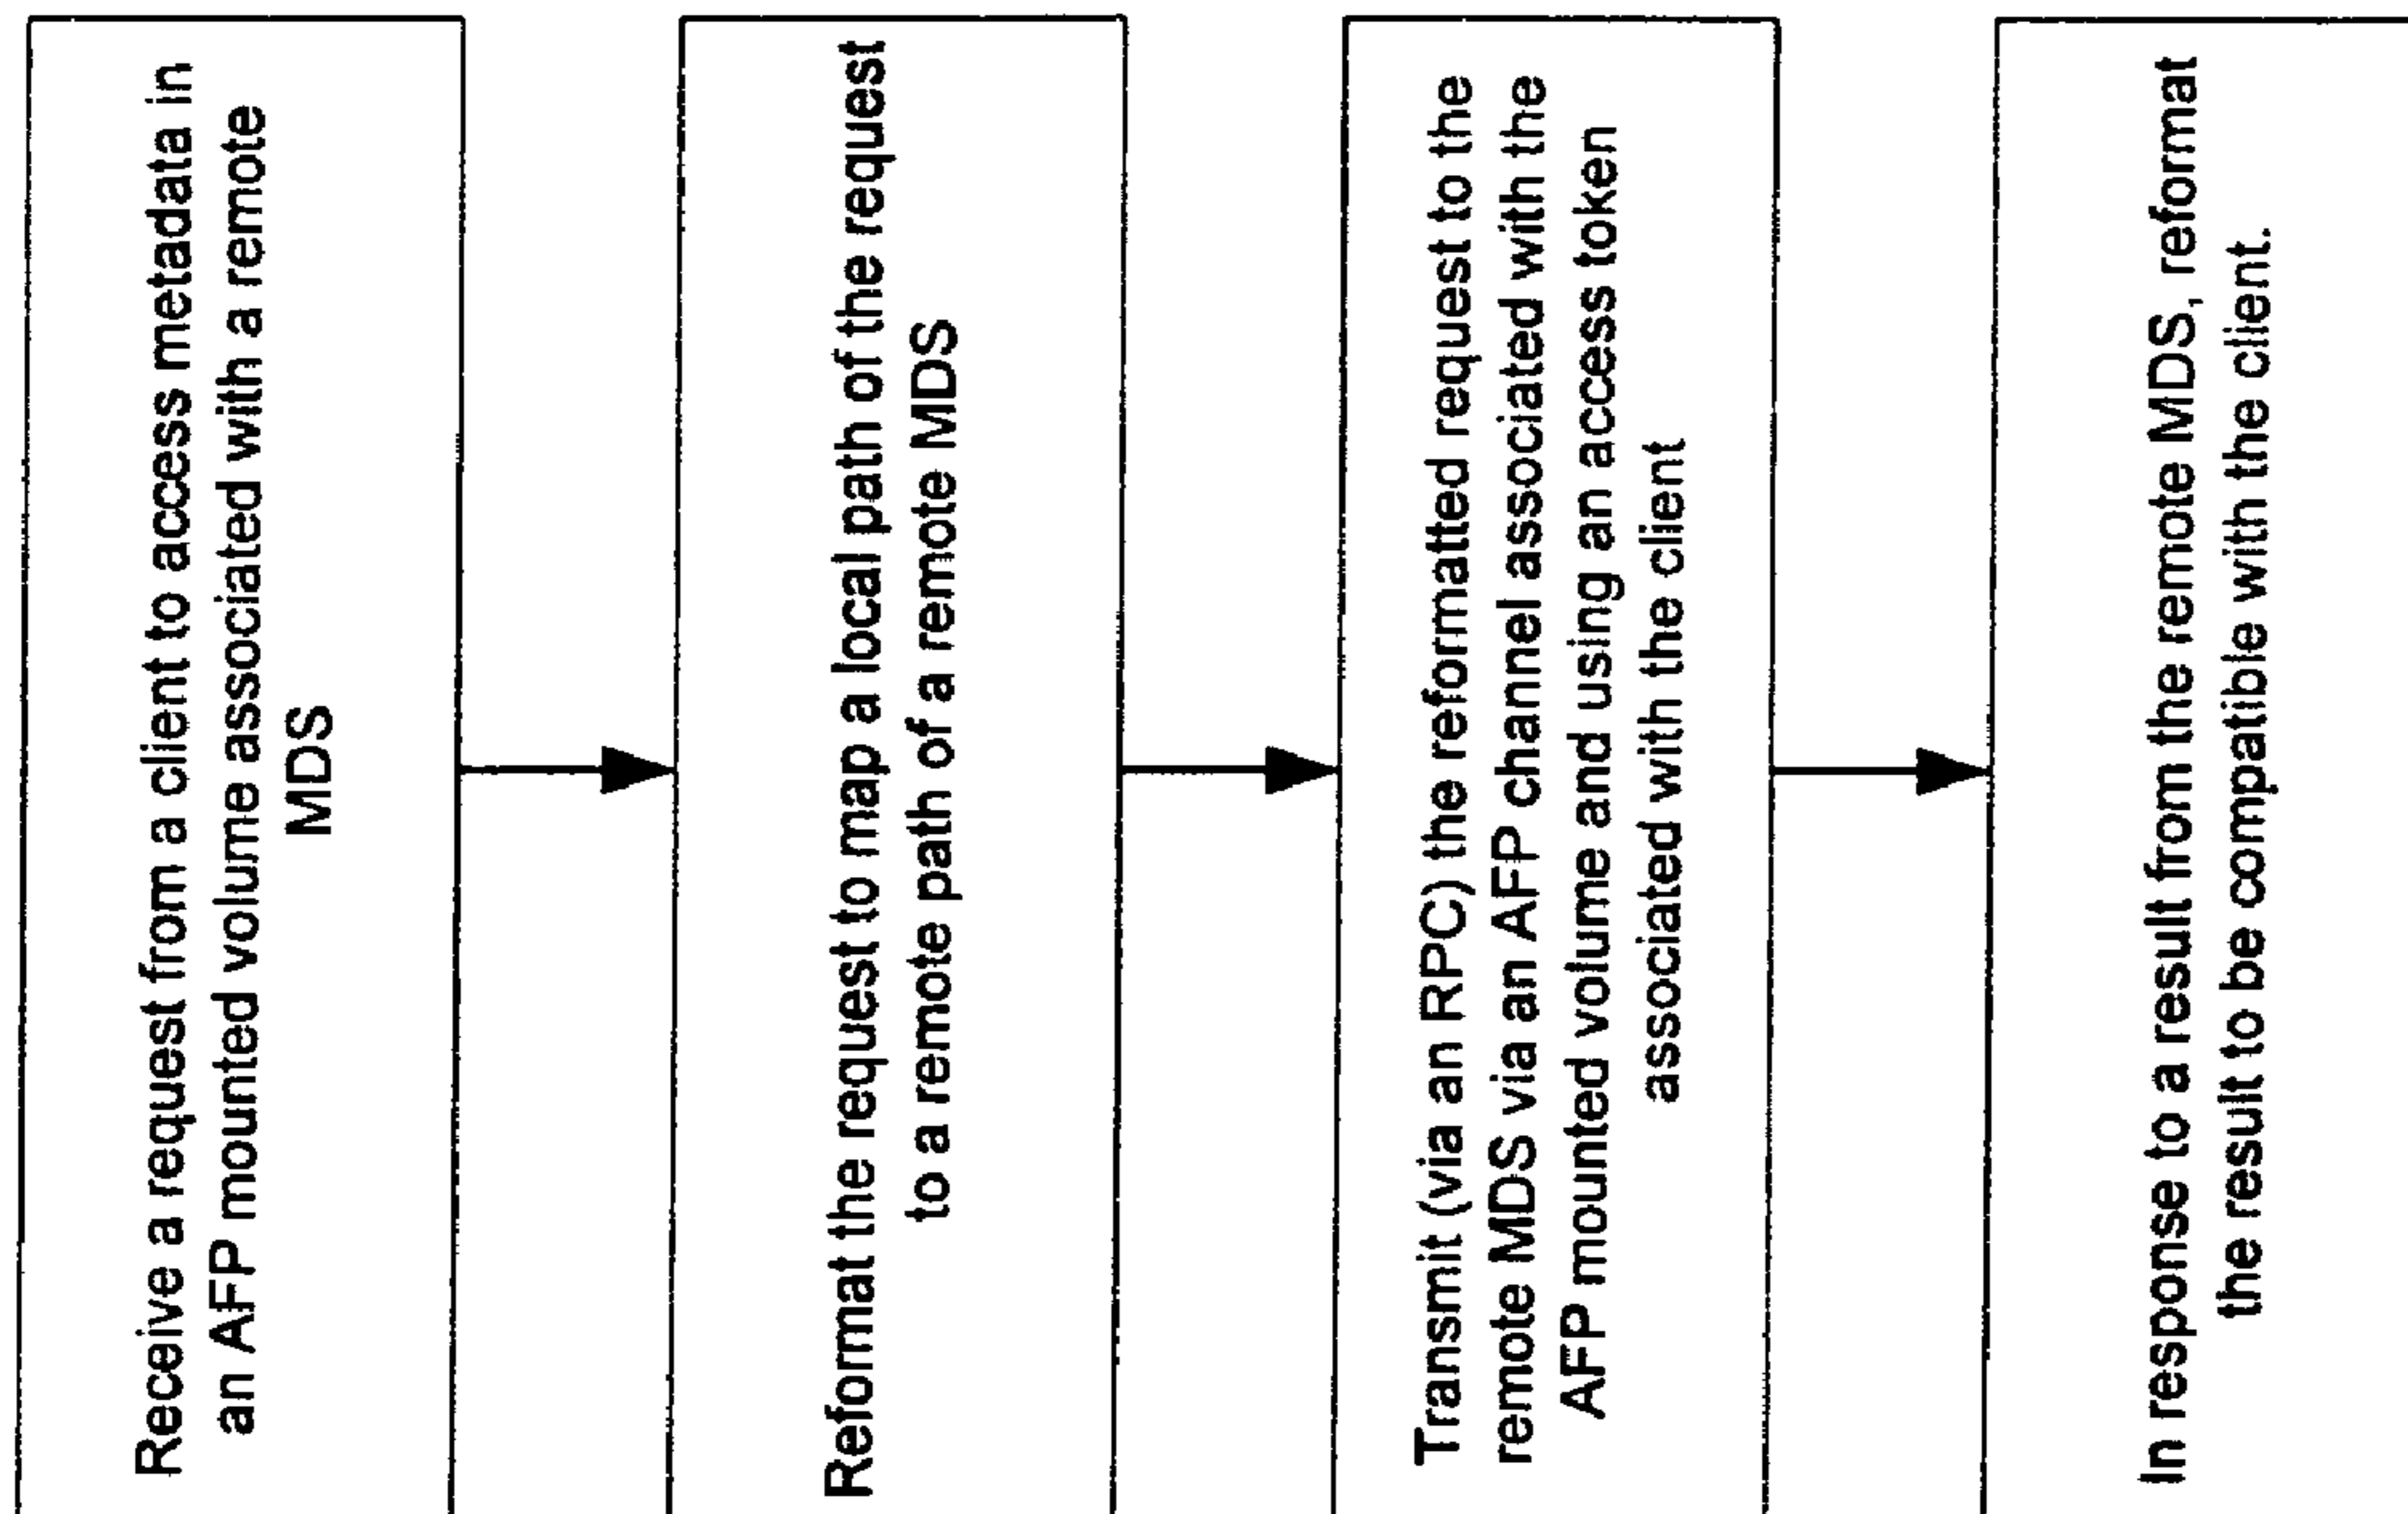 Receive a request from a client to access metadata in
an AFP mounted volume associated with a remote
MDS
Reformat the request to map a local path of the request
to a remote path of a remote MDS
Transmit (via an RPC) the reformatted request to the
remote MDS via an AFP channel associated with the
AFP mounted volume and using an access token
associated with the client
In response to a result from the remote MDS, reformat
the result to be compatible with the client.